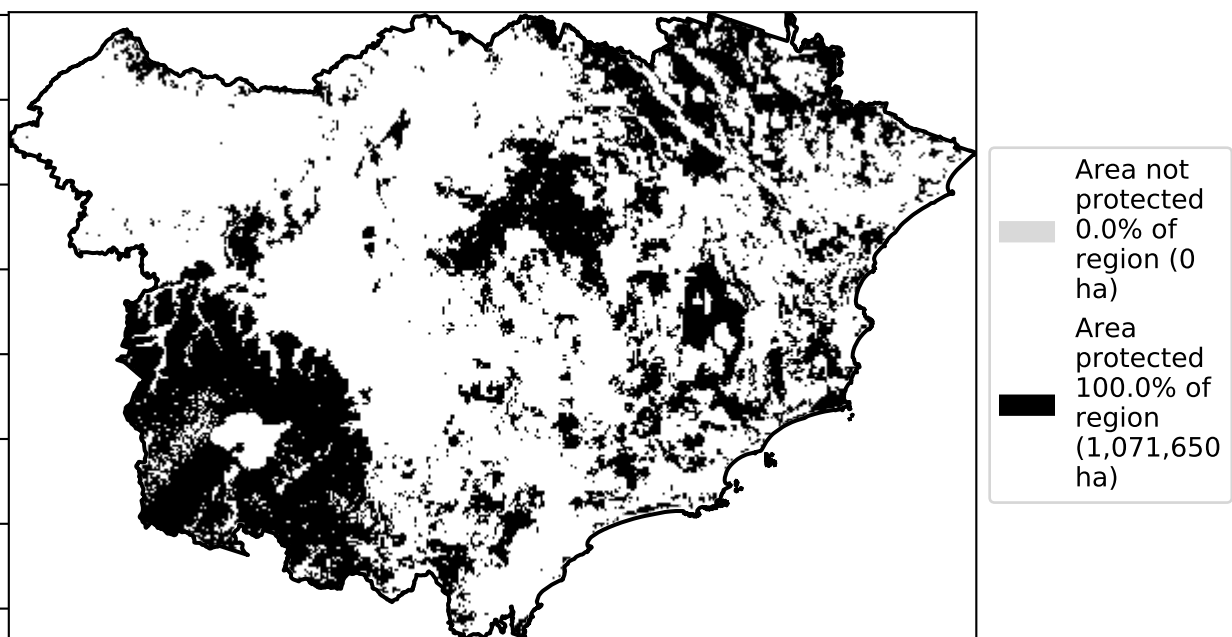 Area not
protected
0.0% of
region (0
ha)
Area
protected
100.0% of
region
(1,071,650
ha)